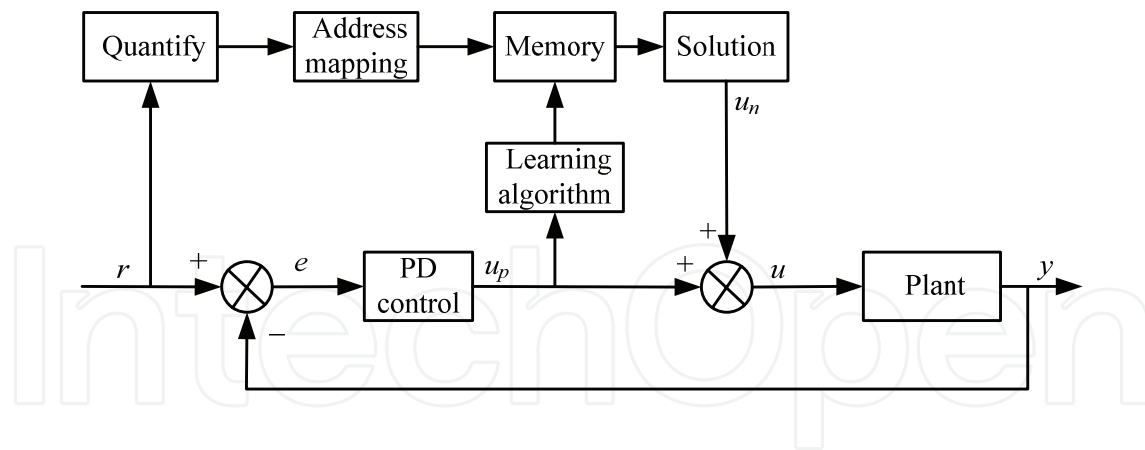 Quantify
Address
mapping
Memory
Solution
u_n
Learning
algorithm
+
r
+
e
PD
control
u_p
+
u
Plant
y
−
IntechOpen